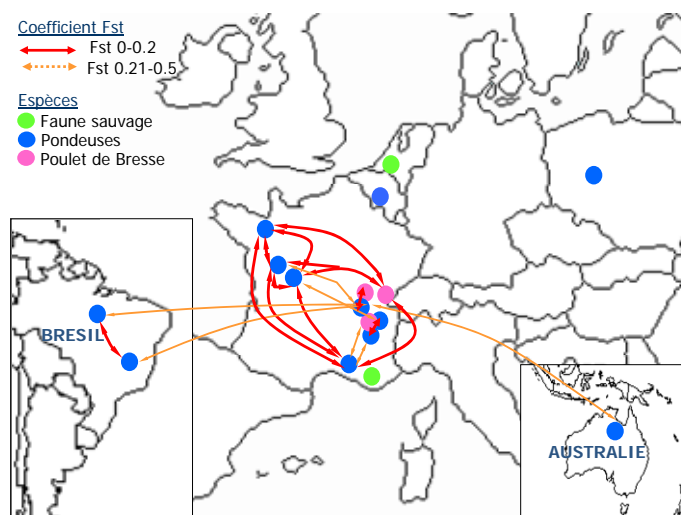 Coefficient Fst
Fst 0-0.2
Fst 0.21-0.5
Espèces
Faune sauvage
Pondeuses
Poulet de Bresse
BRESIL
AUSTRALIE